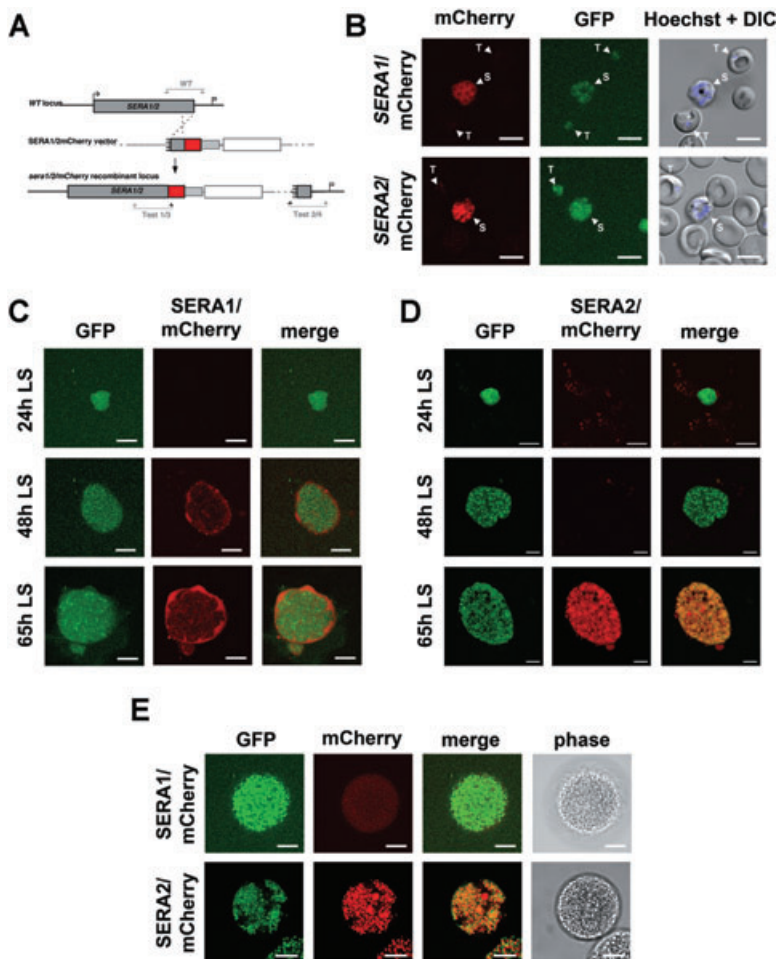 A
WT
WT locus
SERA1/2
SERA1/2mCherry vector
sera1/2/mCherry recombinant locus
SERA1/2
Test 1/3
Test 2/4
B
mCherry
GFP
Hoechst + DIC
SERA1/
mCherry
T
S
T
T
S
T
T
S
T
SERA2/
mCherry
T
S
T
S
S
C
SERA1/
GFP
mCherry
merge
24h LS
48h LS
65h LS
D
SERA2/
GFP
mCherry
merge
24h LS
48h LS
65h LS
E
GFP
mCherry
merge
phase
SERA1/
mCherry
SERA2/
mCherry